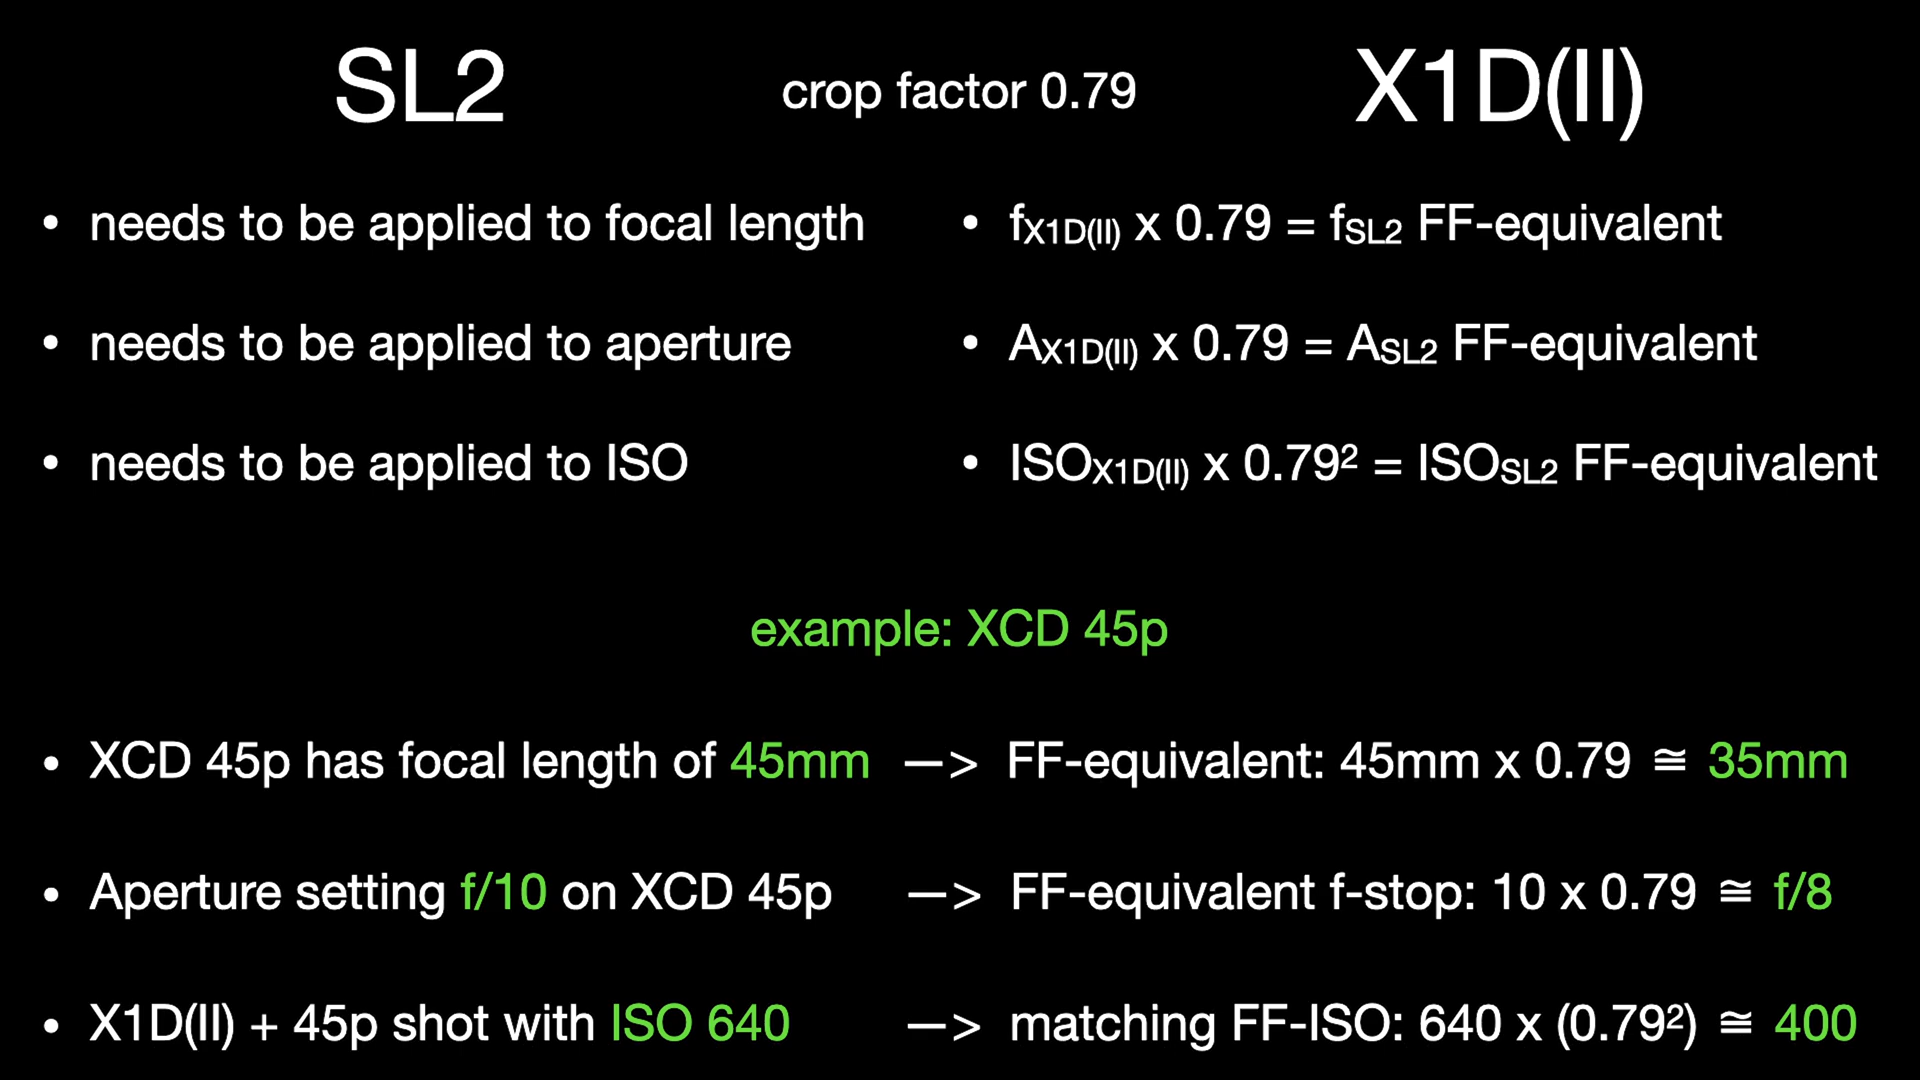 SL2 crop factor 0.79 X1D(II)
• needs to be applied to focal length • fX1D(II) x 0.79 = fSL2 FF-equivalent
• needs to be applied to aperture • AX1D(II) x 0.79 = ASL2 FF-equivalent
• needs to be applied to ISO • ISOX1D(II) x 0.79² = ISOSL2 FF-equivalent
example: XCD 45p
• XCD 45p has focal length of 45mm —> FF-equivalent: 45mm x 0.79 ≅ 35mm
• Aperture setting f/10 on XCD 45p —> FF-equivalent f-stop: 10 x 0.79 ≅ f/8
• X1D(II) + 45p shot with ISO 640 —> matching FF-ISO: 640 x (0.79²) ≅ 400